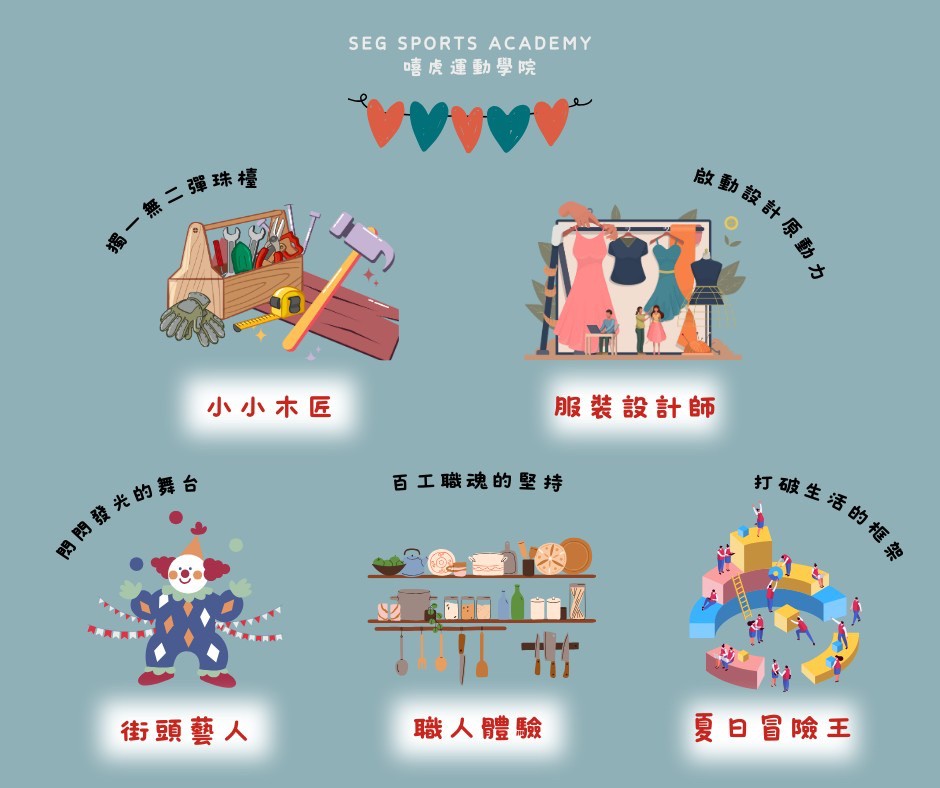 SEG SPORTS ACADEMY
嘻虎運動學院
獨一無二彈珠檯
啟動設計原動力
小小木匠
服裝設計師
閃閃發光的舞台
百工職魂的堅持
打破生活的框架
街頭藝人
職人體驗
夏日冒險王